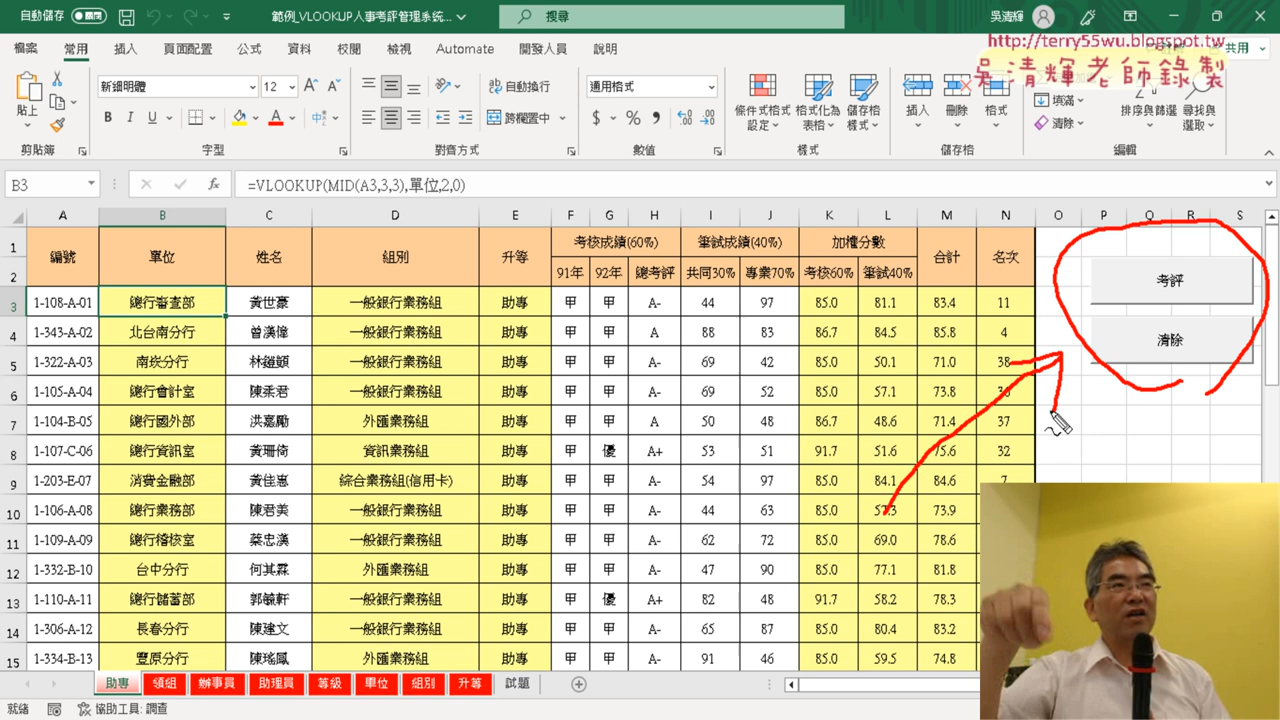 自動儲存 關閉 範例_VLOOKUP人事考評管理系統... 搜尋 吳清輝
http://terry55wu.blogspot.tw
吳清輝老師錄製
檔案 常用 插入 頁面配置 公式 資料 校閱 檢視 Automate 開發人員 說明 共用
貼上 新細明體 12 自動換行 通用格式 條件式格式設定 格式化為表格 儲存格樣式 插入 刪除 格式 填滿 排序與篩選 尋找與選取
B I U A 跨欄置中 $ % 清除
剪貼簿 字型 對齊方式 數值 樣式 儲存格 編輯
B3 fx =VLOOKUP(MID(A3,3,3),單位,2,0)
A B C D E F G H I J K L M N O P Q R S
1 編號 單位 姓名 組別 升等 考核成績(60%) 筆試成績(40%) 加權分數 合計 名次
2 91年 92年 總考評 共同30% 專業70% 考核60% 筆試40%
考評
清除
3 1-108-A-01 總行審查部 黃世豪 一般銀行業務組 助專 甲 甲 A- 44 97 85.0 81.1 83.4 11
4 1-343-A-02 北台南分行 曾漢偉 一般銀行業務組 助專 甲 甲 A 88 83 86.7 84.5 85.8 4
5 1-322-A-03 南崁分行 林鎧顗 一般銀行業務組 助專 甲 甲 A- 69 42 85.0 50.1 71.0 38
6 1-105-A-04 總行會計室 陳柔君 一般銀行業務組 助專 甲 甲 A- 69 52 85.0 57.1 73.8
7 1-104-B-05 總行國外部 洪嘉勵 外匯業務組 助專 甲 甲 A 50 48 86.7 48.6 71.4 37
8 1-107-C-06 總行資訊室 黃珊倚 資訊業務組 助專 甲 優 A+ 53 51 91.7 51.6 75.6 32
9 1-203-E-07 消費金融部 黃佳惠 綜合業務組(信用卡) 助專 甲 甲 A- 54 97 85.0 84.1 84.6 7
10 1-106-A-08 總行業務部 陳君美 一般銀行業務組 助專 甲 甲 A- 44 63 85.0 57.3 73.9
11 1-109-A-09 總行稽核室 蔡忠漢 一般銀行業務組 助專 甲 甲 A- 62 72 85.0 69.0 78.6
12 1-332-B-10 台中分行 何其霖 外匯業務組 助專 甲 甲 A- 47 90 85.0 77.1 81.8
13 1-110-A-11 總行儲蓄部 郭毓軒 一般銀行業務組 助專 甲 優 A+ 82 48 91.7 58.2 78.3
14 1-306-A-12 長春分行 陳建文 一般銀行業務組 助專 甲 甲 A- 65 87 85.0 80.4 83.2
15 1-334-B-13 豐原分行 陳瑤鳳 外匯業務組 助專 甲 甲 A- 91 46 85.0 59.5 74.8
助專 領組 辦事員 助理員 等級 單位 組別 升等 試題
就緒 協助工具: 調查